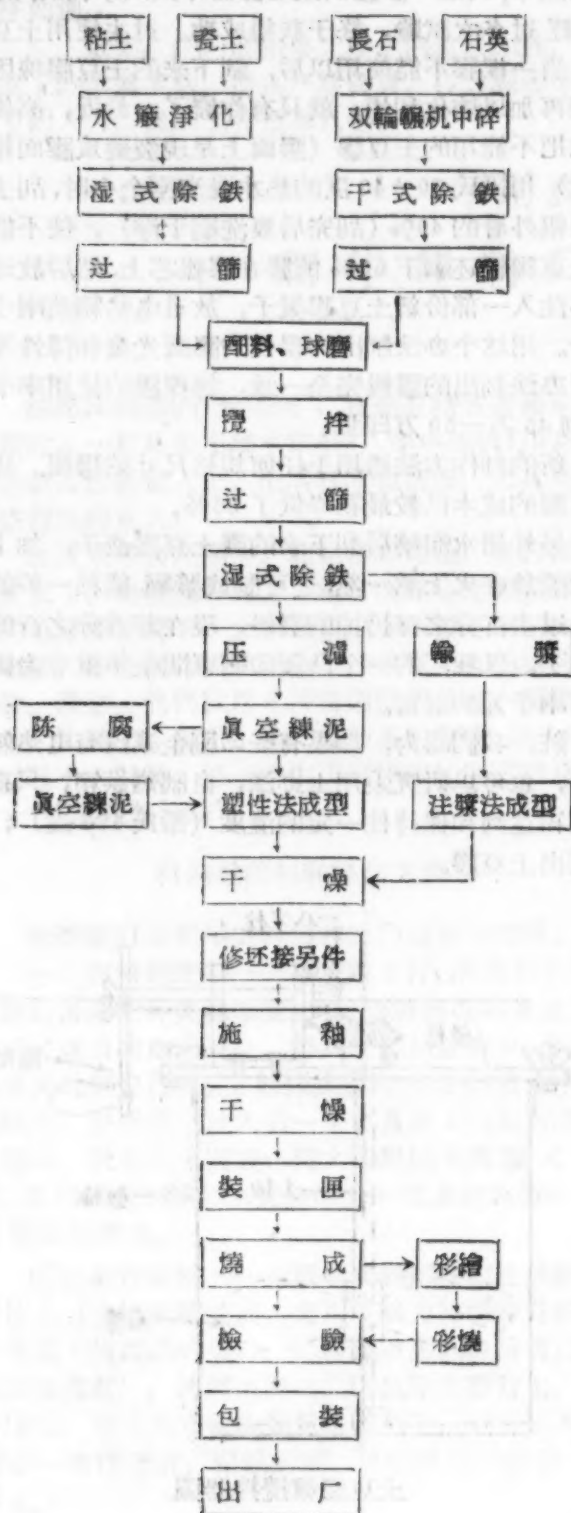 粘土 瓷土 長石 石英
水簸淨化 双輪輾机中碎
湿式除鉄 干式除鉄
过篩 过篩
配料、球磨
攪拌
过篩
湿式除鉄
压濾 輸漿
陈腐 眞空練泥
眞空練泥 塑性法成型 注漿法成型
干燥
修坯接另件
施釉
干燥
裝匣
燒成 彩繪
檢驗 彩燒
包裝
出厂